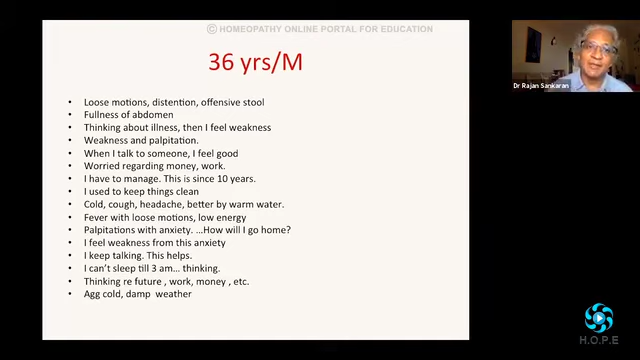 © HOMEOPATHY ONLINE PORTAL FOR EDUCATION
36 yrs/M
• Loose motions, distention, offensive stool
• Fullness of abdomen
• Thinking about illness, then I feel weakness
• Weakness and palpitation.
• When I talk to someone, I feel good
• Worried regarding money, work.
• I have to manage. This is since 10 years.
• I used to keep things clean
• Cold, cough, headache, better by warm water.
• Fever with loose motions, low energy
• Palpitations with anxiety. …How will I go home?
• I feel weakness from this anxiety
• I keep talking. This helps.
• I can't sleep till 3 am… thinking.
• Thinking re future , work, money , etc.
• Agg cold, damp weather
Dr Rajan Sankaran
H.O.P.E